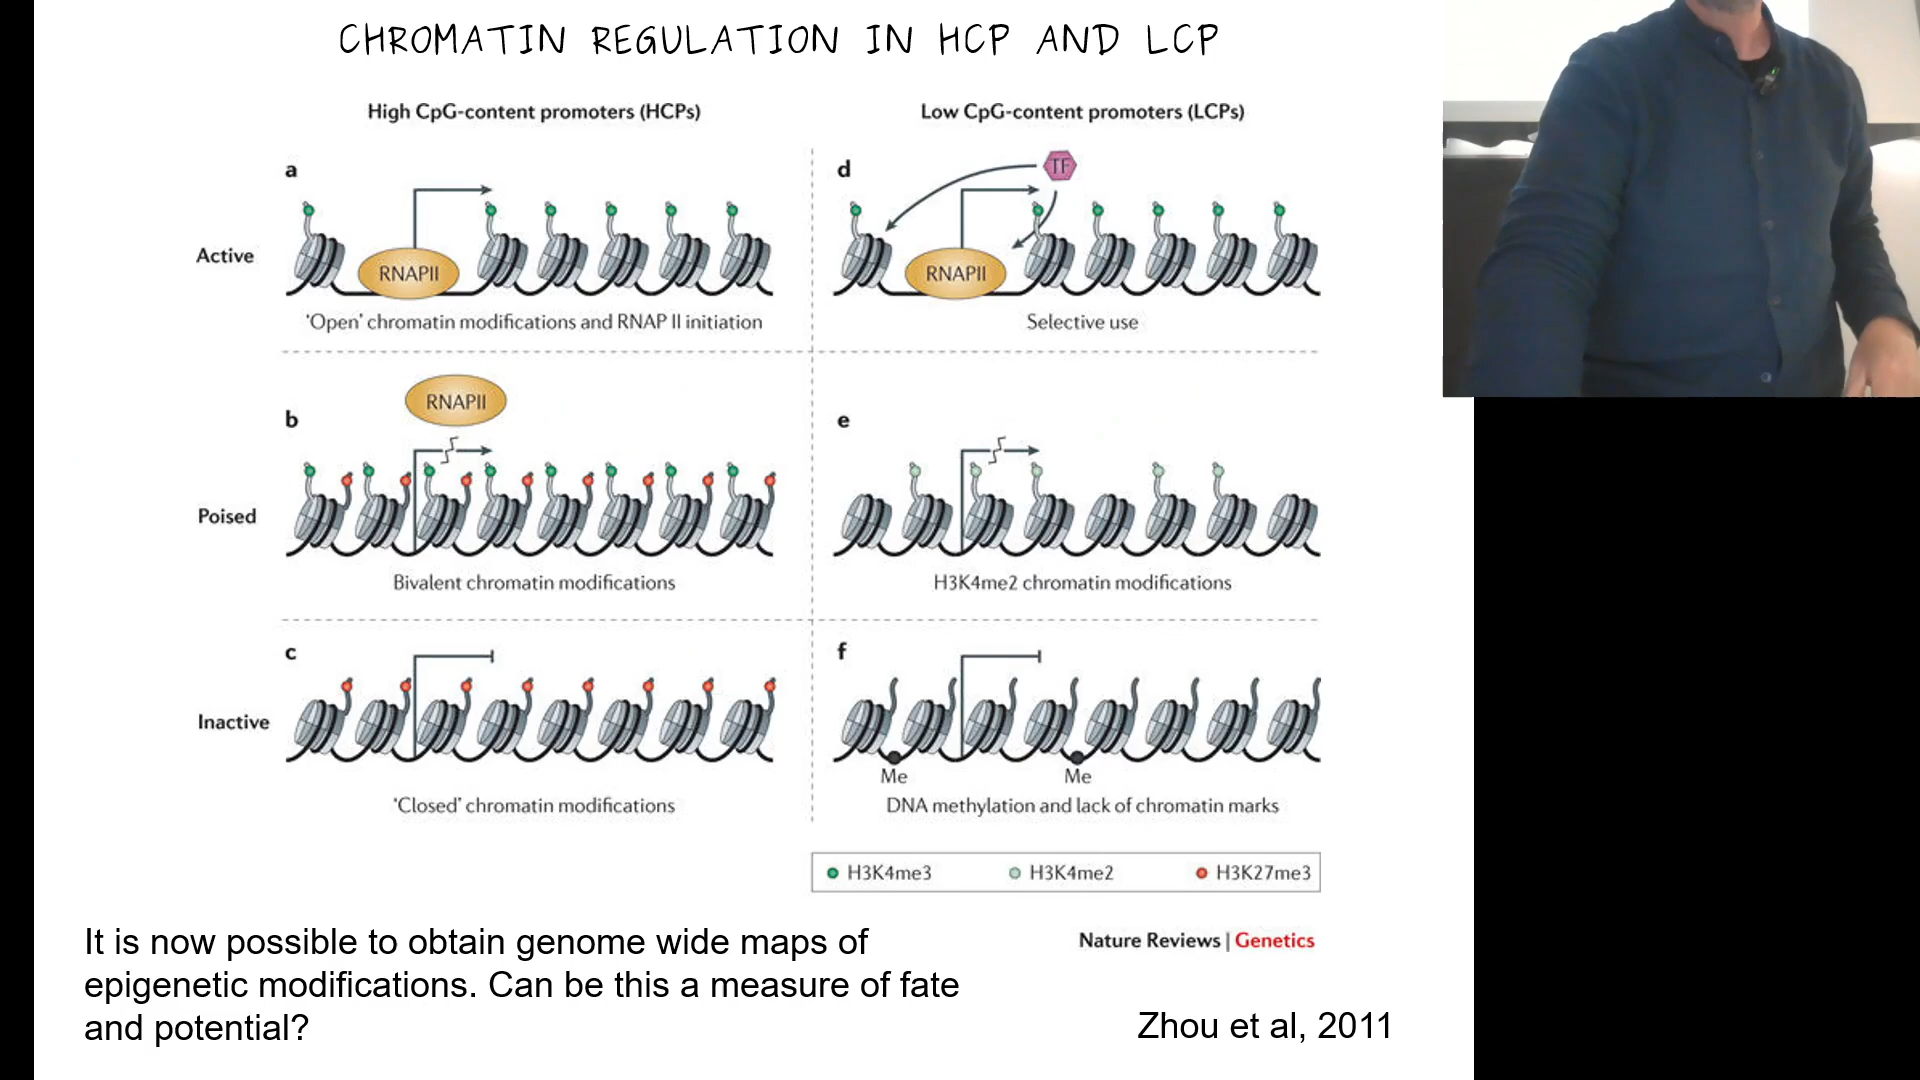 CHROMATIN REGULATION IN HCP AND LCP
High CpG-content promoters (HCPs)
Low CpG-content promoters (LCPs)
a
d
TF
Active
RNAPII
RNAPII
'Open' chromatin modifications and RNAP II initiation
Selective use
RNAPII
b
e
Poised
Bivalent chromatin modifications
H3K4me2 chromatin modifications
c
f
Inactive
Me
Me
'Closed' chromatin modifications
DNA methylation and lack of chromatin marks
H3K4me3
H3K4me2
H3K27me3
Nature Reviews | Genetics
It is now possible to obtain genome wide maps of
epigenetic modifications. Can be this a measure of fate
and potential?
Zhou et al, 2011